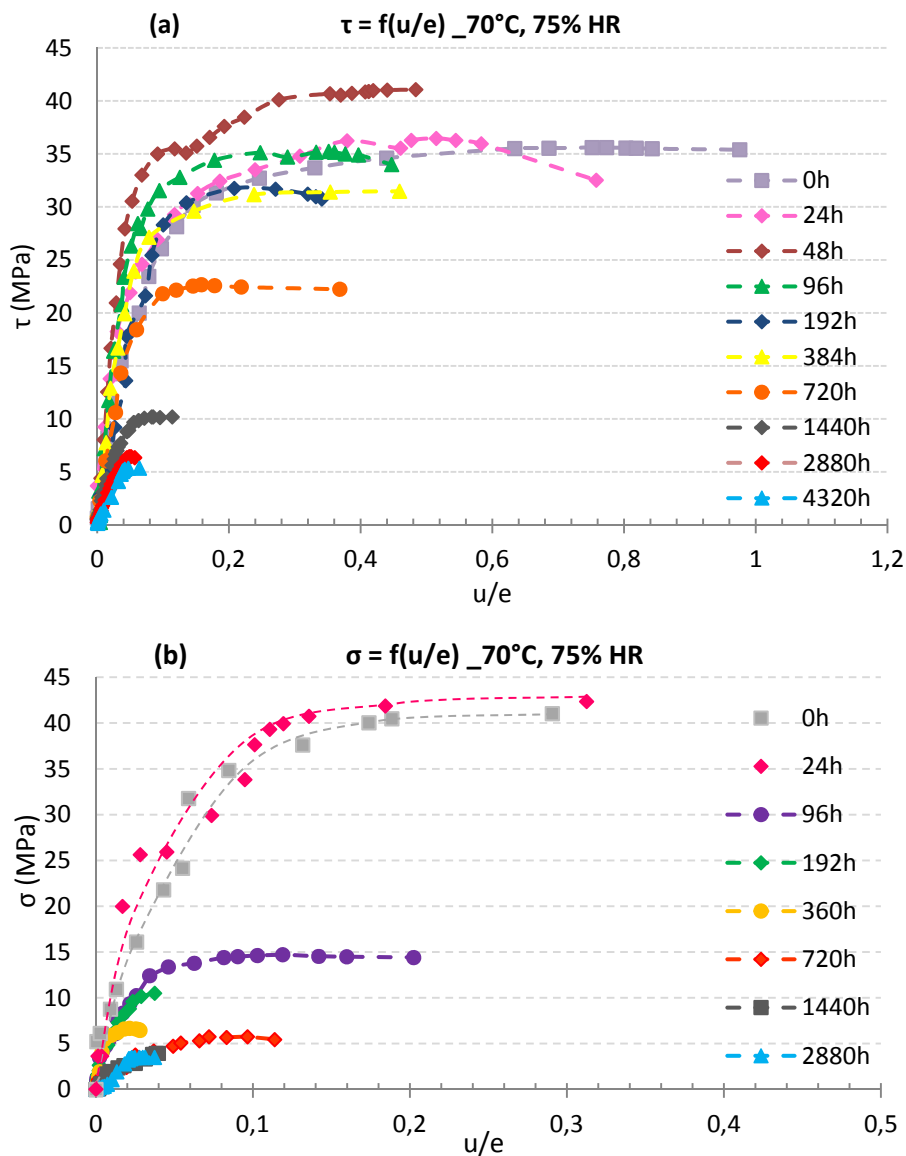 (a) τ = f(u/e) _70°C, 75% HR
45
40
35
30
25
20
15
10
5
0
τ (MPa)
0h
24h
48h
96h
192h
384h
720h
1440h
2880h
4320h
0 0,2 0,4 0,6 0,8 1 1,2
u/e
(b) σ = f(u/e) _70°C, 75% HR
45
40
35
30
25
20
15
10
5
0
σ (MPa)
0h
24h
96h
192h
360h
720h
1440h
2880h
0 0,1 0,2 0,3 0,4 0,5
u/e